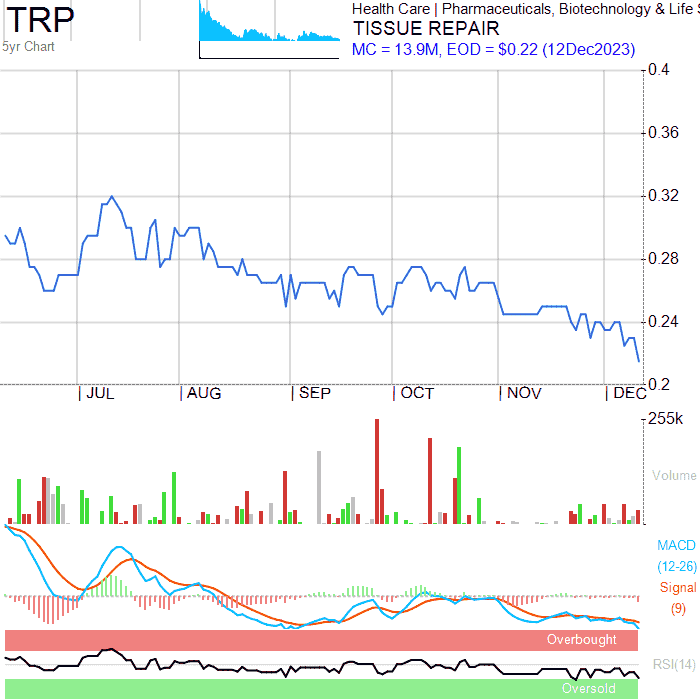 TRP
5yr Chart
Health Care | Pharmaceuticals, Biotechnology & Life S
TISSUE REPAIR
MC = 13.9M, EOD = $0.22 (12Dec2023)
0.4
0.36
0.32
0.28
0.24
0.2
| JUL | AUG | SEP | OCT | NOV | DEC
255k
Volume
MACD
(12-26)
Signal
(9)
Overbought
RSI(14)
Oversold